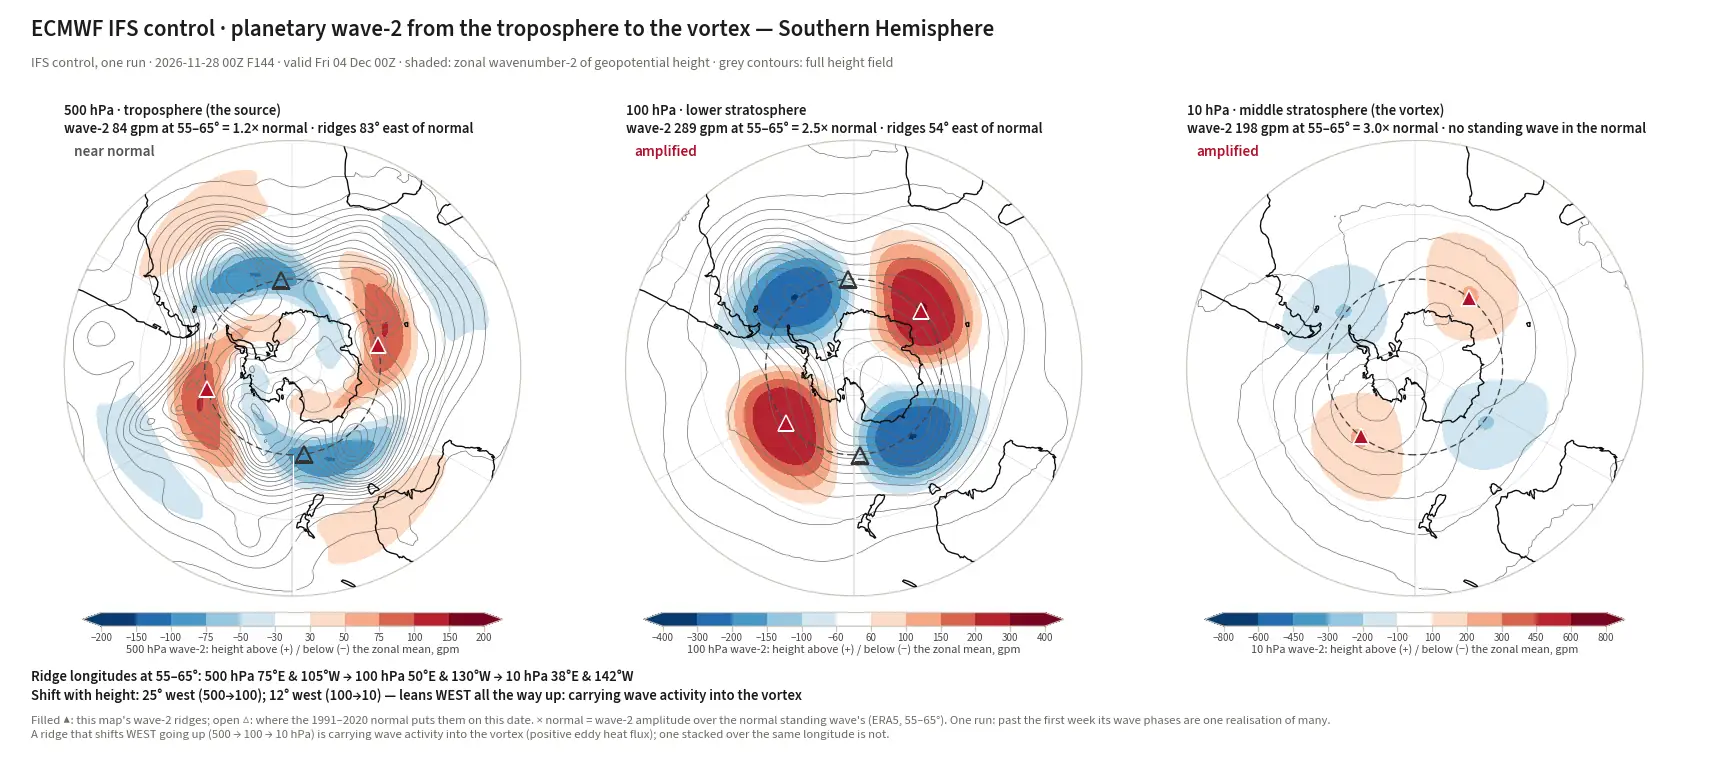 ECMWF IFS control · planetary wave-2 from the troposphere to the vortex — Southern Hemisphere
IFS control, one run · 2026-11-28 00Z F144 · valid Fri 04 Dec 00Z · shaded: zonal wavenumber-2 of geopotential height · grey contours: full height field
500 hPa · troposphere (the source)
wave-2 84 gpm at 55–65° = 1.2× normal · ridges 83° east of normal
near normal
100 hPa · lower stratosphere
wave-2 289 gpm at 55–65° = 2.5× normal · ridges 54° east of normal
amplified
10 hPa · middle stratosphere (the vortex)
wave-2 198 gpm at 55–65° = 3.0× normal · no standing wave in the normal
amplified
−200 −150 −100 −75 −50 −30 30 50 75 100 150 200
500 hPa wave-2: height above (+) / below (−) the zonal mean, gpm
−400 −300 −200 −150 −100 −60 60 100 150 200 300 400
100 hPa wave-2: height above (+) / below (−) the zonal mean, gpm
−800 −600 −450 −300 −200 −100 100 200 300 450 600 800
10 hPa wave-2: height above (+) / below (−) the zonal mean, gpm
Ridge longitudes at 55–65°: 500 hPa 75°E & 105°W → 100 hPa 50°E & 130°W → 10 hPa 38°E & 142°W
Shift with height: 25° west (500→100); 12° west (100→10) — leans WEST all the way up: carrying wave activity into the vortex
Filled ▲: this map's wave-2 ridges; open △: where the 1991–2020 normal puts them on this date. × normal = wave-2 amplitude over the normal standing wave's (ERA5, 55–65°). One run: past the first week its wave phases are one realisation of many.
A ridge that shifts WEST going up (500 → 100 → 10 hPa) is carrying wave activity into the vortex (positive eddy heat flux); one stacked over the same longitude is not.